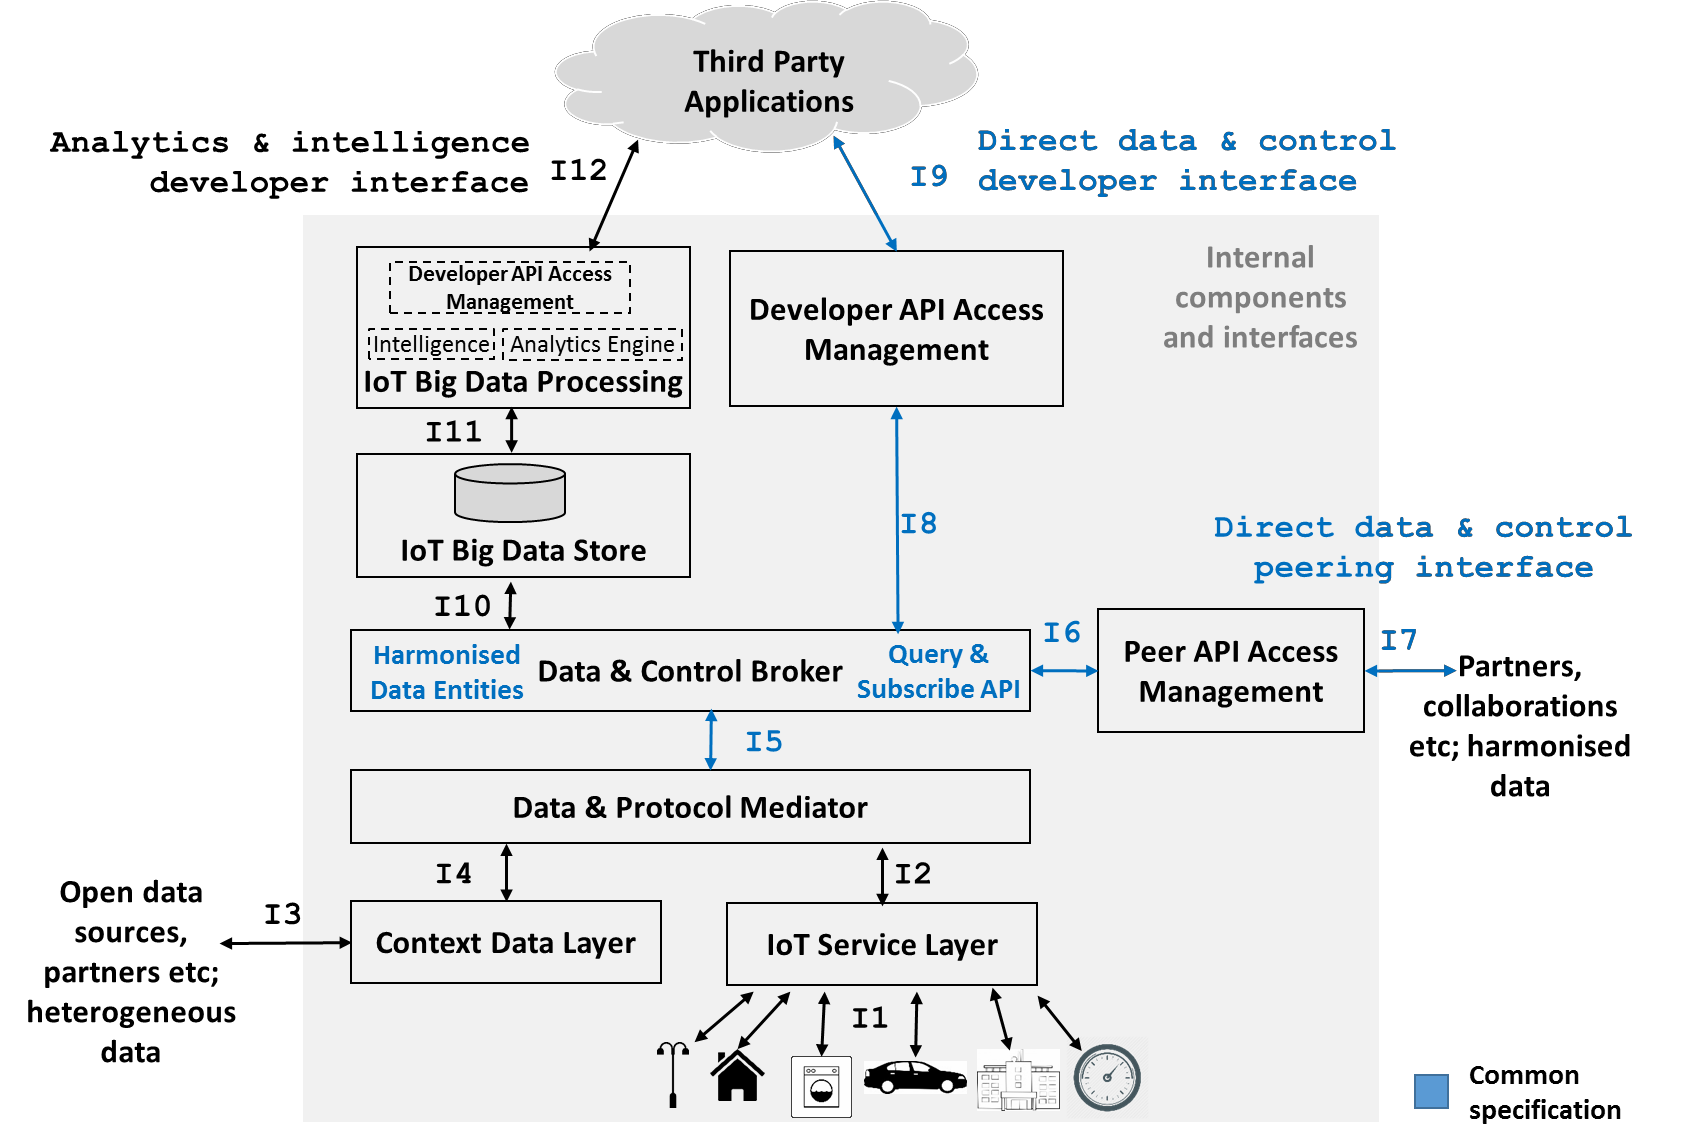 Third Party
Applications
Analytics & intelligence
developer interface
I12
I9
Direct data & control
developer interface
Internal
components
and interfaces
Developer API Access
Management
Intelligence
Analytics Engine
IoT Big Data Processing
Developer API Access
Management
I11
IoT Big Data Store
I8
Direct data & control
peering interface
I10
Harmonised
Data Entities
Data & Control Broker
Query &
Subscribe API
I6
Peer API Access
Management
I7
Partners,
collaborations
etc; harmonised
data
I5
Data & Protocol Mediator
I4
I2
Open data
sources,
partners etc;
heterogeneous
data
I3
Context Data Layer
IoT Service Layer
I1
Common
specification